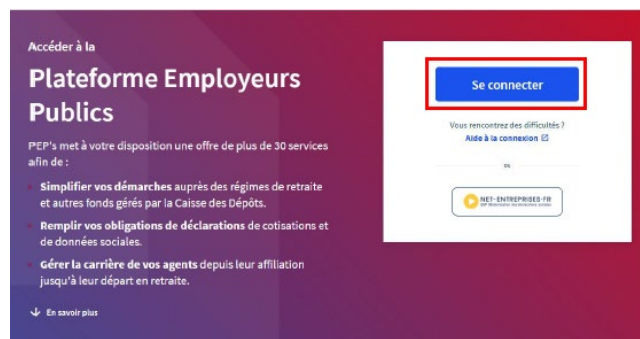 Accéder à la
Plateforme Employeurs
Publics
PEP's met à votre disposition une offre de plus de 30 services
afin de :
Simplifier vos démarches auprès des régimes de retraite
et autres fonds gérés par la Caisse des Dépôts.
Remplir vos obligations de déclarations de cotisations et
de données sociales.
Gérer la carrière de vos agents depuis leur affiliation
jusqu'à leur départ en retraite.
En savoir plus
Se connecter
Vous rencontrez des difficultés ?
Aide à la connexion
ou
NET-ENTREPRISES·FR